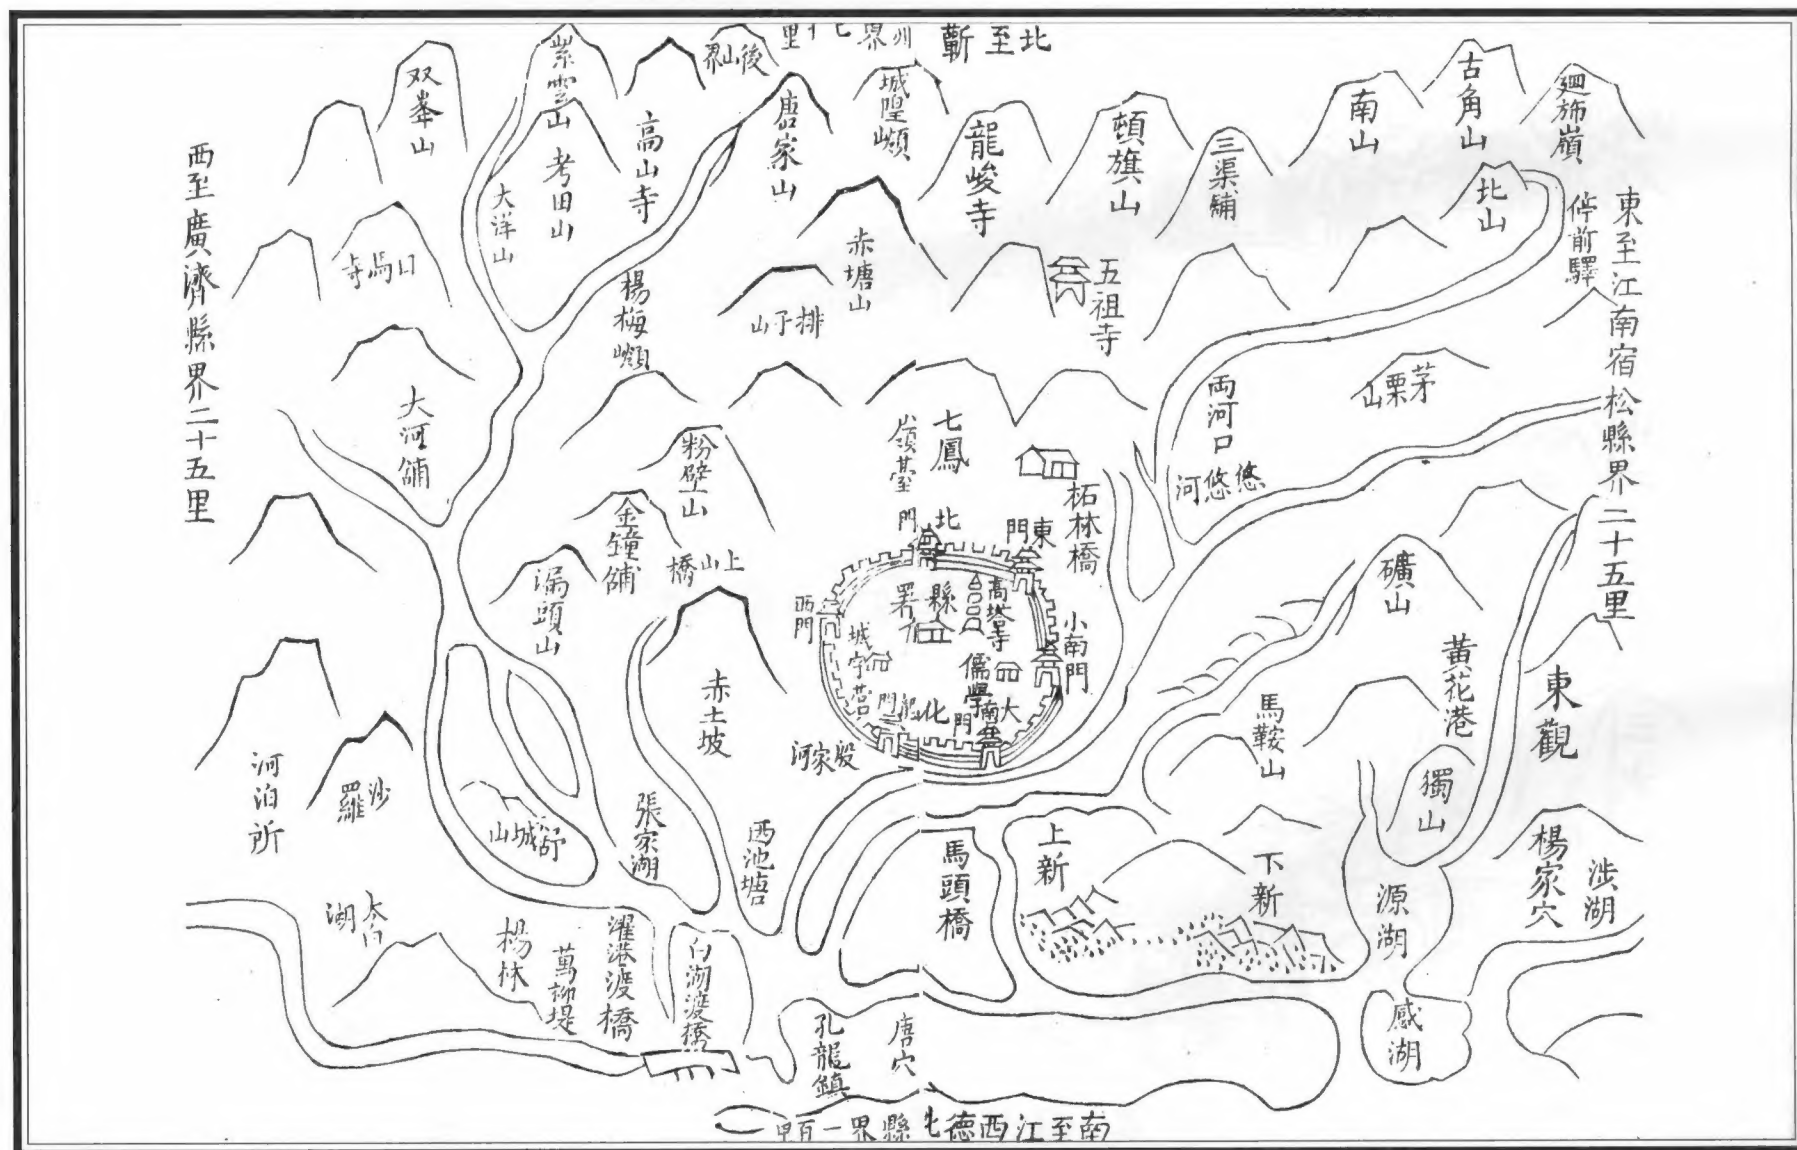 北至蘄州界七十里
東至江南宿松縣界二十五里
廻斾嶺
古角山
南山
停前驛
北山
三渠舖
頓旗山
龍峻寺
城隍㘰
唐家山
後山界
高山寺
紫雲山
考田山
大洋山
双峯山
西至廣濟縣界二十五里
五祖寺
赤塘山
排子山
楊梅㘰
大河舖
茅栗山
両河口
悠悠河
七鳳
嶺臺
柘林橋
粉壁山
金鐘舖
上山橋
漏頭山
東門
北門
西門
小南門
大南門
化龍門
縣署
高塔寺
儒學
城守營
礦山
黃花港
東觀
馬鞍山
獨山
赤土坡
殷家河
河泊所
沙羅
舒城山
張家湖
西池塘
馬頭橋
上新
下新
源湖
楊家穴
涉湖
太白湖
楊林
萬柳堤
濯港渡橋
白湖渡橋
孔龍鎮
唐穴
感湖
南至江西德化縣界一百里